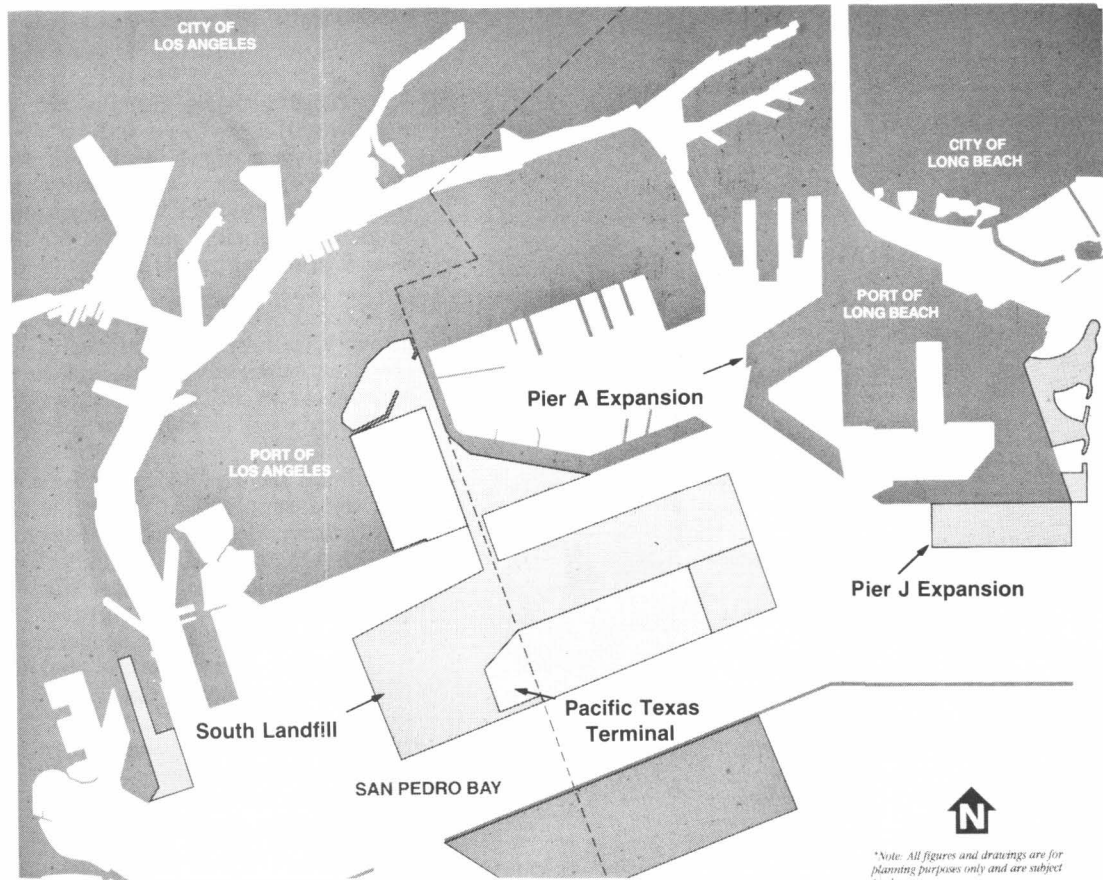 CITY OF
LOS ANGELES
CITY OF
LONG BEACH
PORT OF
LONG BEACH
Pier A Expansion
PORT OF
LOS ANGELES
Pier J Expansion
South Landfill
Pacific Texas
Terminal
SAN PEDRO BAY
N
*Note: All figures and drawings are for
planning purposes only and are subject